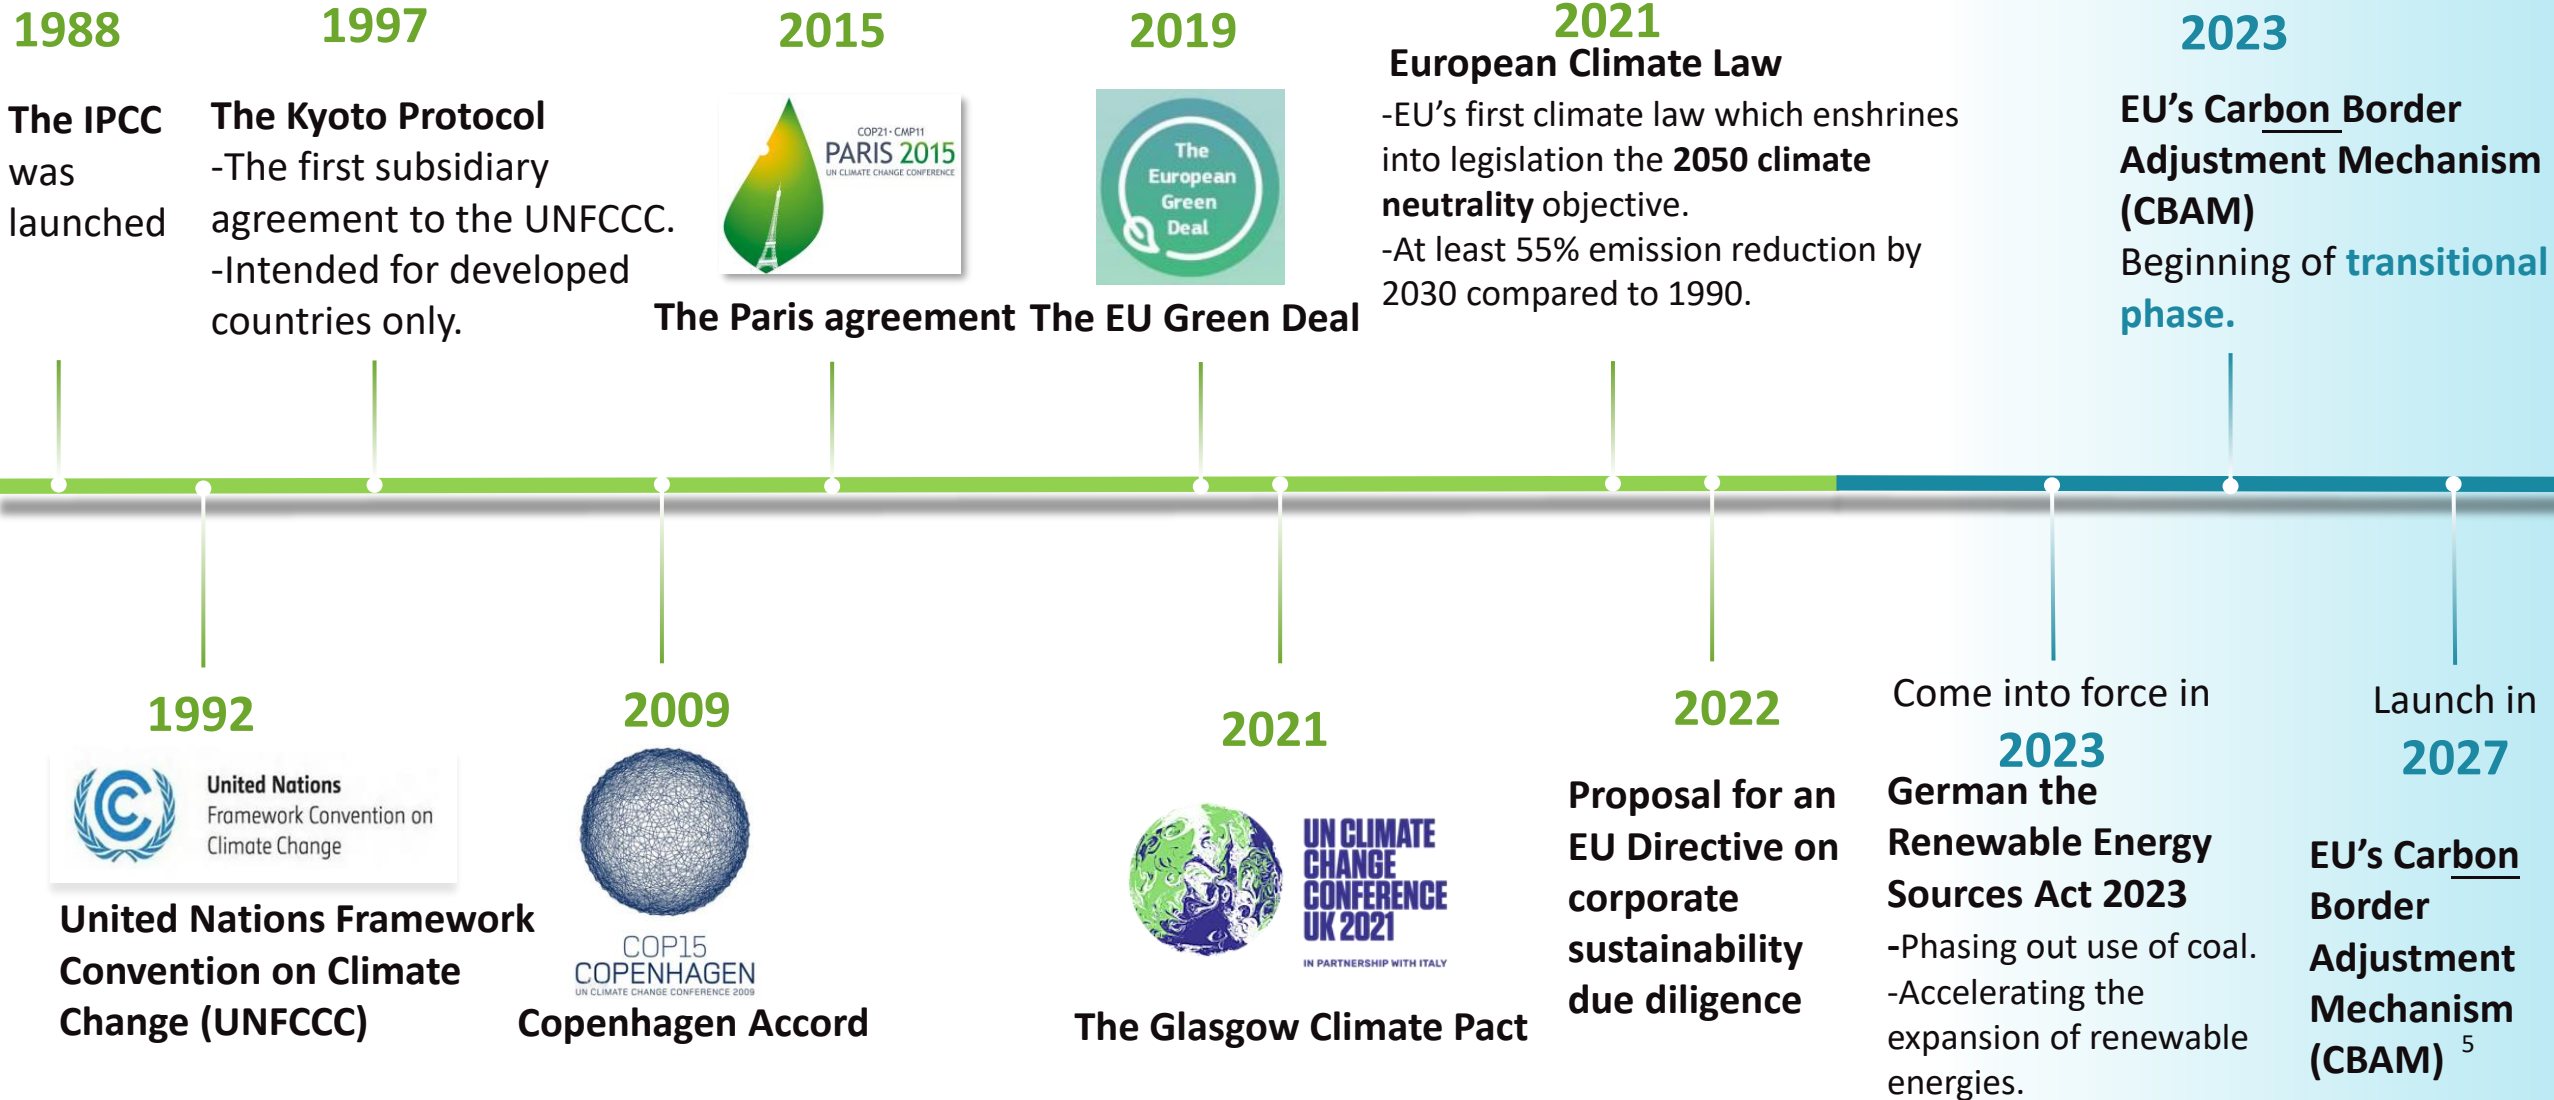 1988
The IPCC
was
launched
1997
The Kyoto Protocol
-The first subsidiary
agreement to the UNFCCC.
-Intended for developed
countries only.
2015
COP21 · CMP11
PARIS 2015
UN CLIMATE CHANGE CONFERENCE
The Paris agreement
2019
The
European
Green
Deal
The EU Green Deal
2021
European Climate Law
-EU’s first climate law which enshrines
into legislation the 2050 climate
neutrality objective.
-At least 55% emission reduction by
2030 compared to 1990.
2023
EU’s Carbon Border
Adjustment Mechanism
(CBAM)
Beginning of transitional
phase.
1992
United Nations
Framework Convention on
Climate Change
United Nations Framework
Convention on Climate
Change (UNFCCC)
2009
COP15
COPENHAGEN
UN CLIMATE CHANGE CONFERENCE 2009
Copenhagen Accord
2021
UN CLIMATE
CHANGE
CONFERENCE
UK 2021
IN PARTNERSHIP WITH ITALY
The Glasgow Climate Pact
2022
Proposal for an
EU Directive on
corporate
sustainability
due diligence
Come into force in
2023
German the
Renewable Energy
Sources Act 2023
-Phasing out use of coal.
-Accelerating the
expansion of renewable
energies.
Launch in
2027
EU’s Carbon
Border
Adjustment
Mechanism
(CBAM)
5